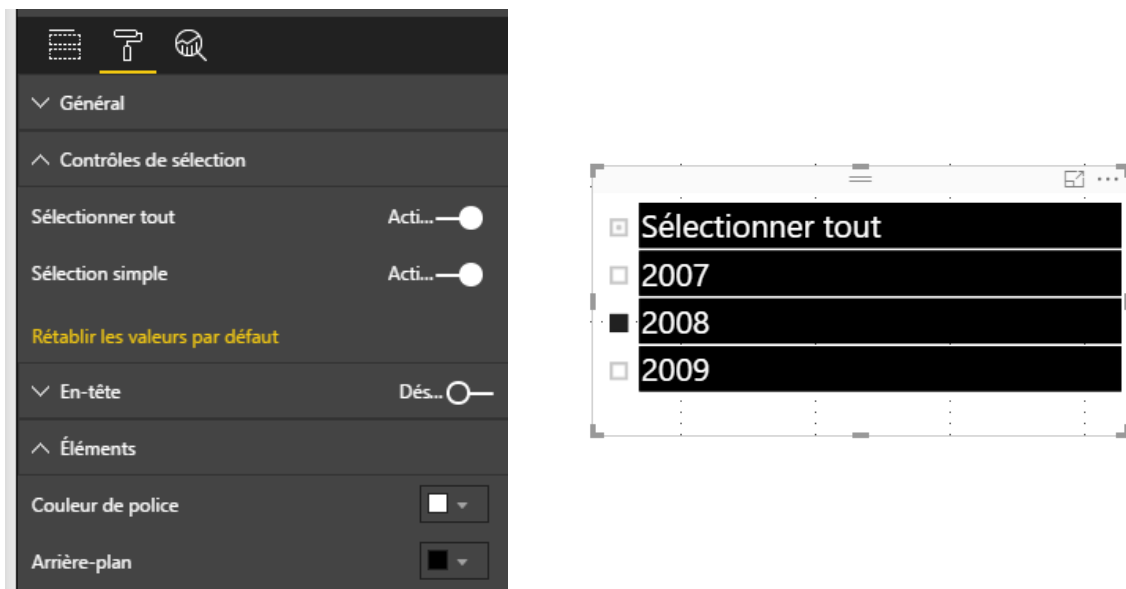 Général
Contrôles de sélection
Sélectionner tout Acti...
Sélection simple Acti...
Rétablir les valeurs par défaut
En-tête Dés...
Éléments
Couleur de police
Arrière-plan
Sélectionner tout
2007
2008
2009